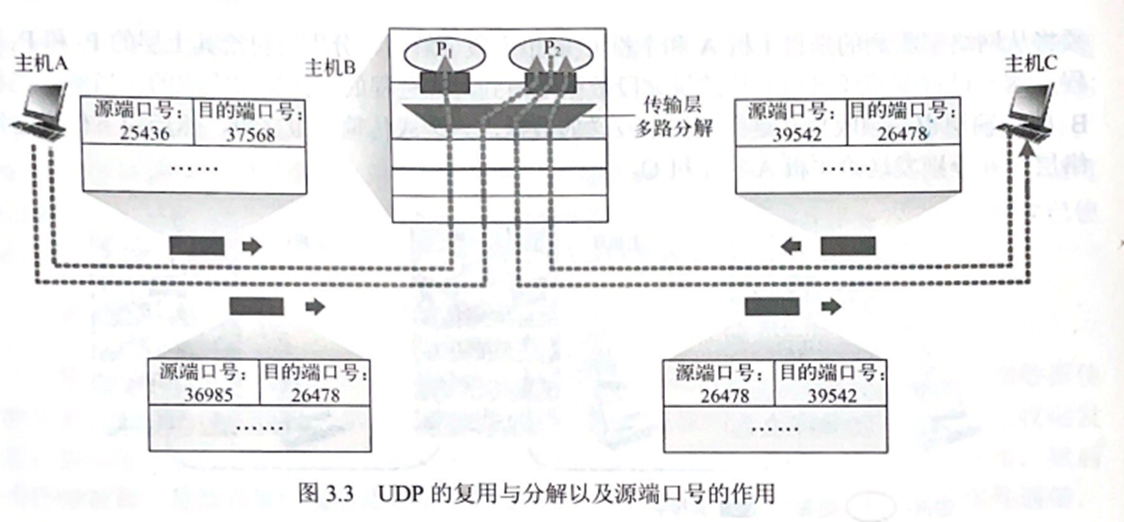 P₁
P₂
主机A
主机B
主机C
源端口号: 目的端口号:
25436 37568
……
传输层
多路分解
源端口号: 目的端口号:
39542 26478
……
源端口号: 目的端口号:
36985 26478
……
源端口号: 目的端口号:
26478 39542
……
图 3.3 UDP 的复用与分解以及源端口号的作用